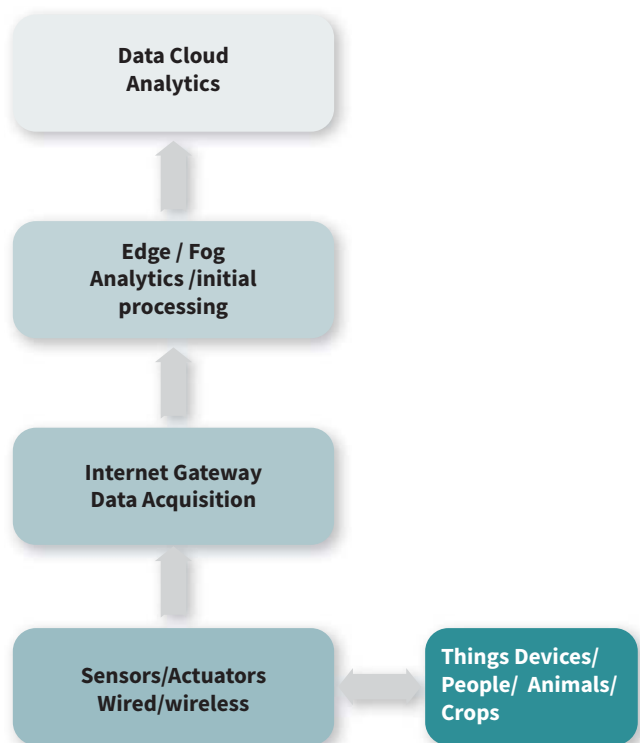 Data Cloud
Analytics
Edge / Fog
Analytics /initial
processing
Internet Gateway
Data Acquisition
Sensors/Actuators
Wired/wireless
Things Devices/
People/ Animals/
Crops